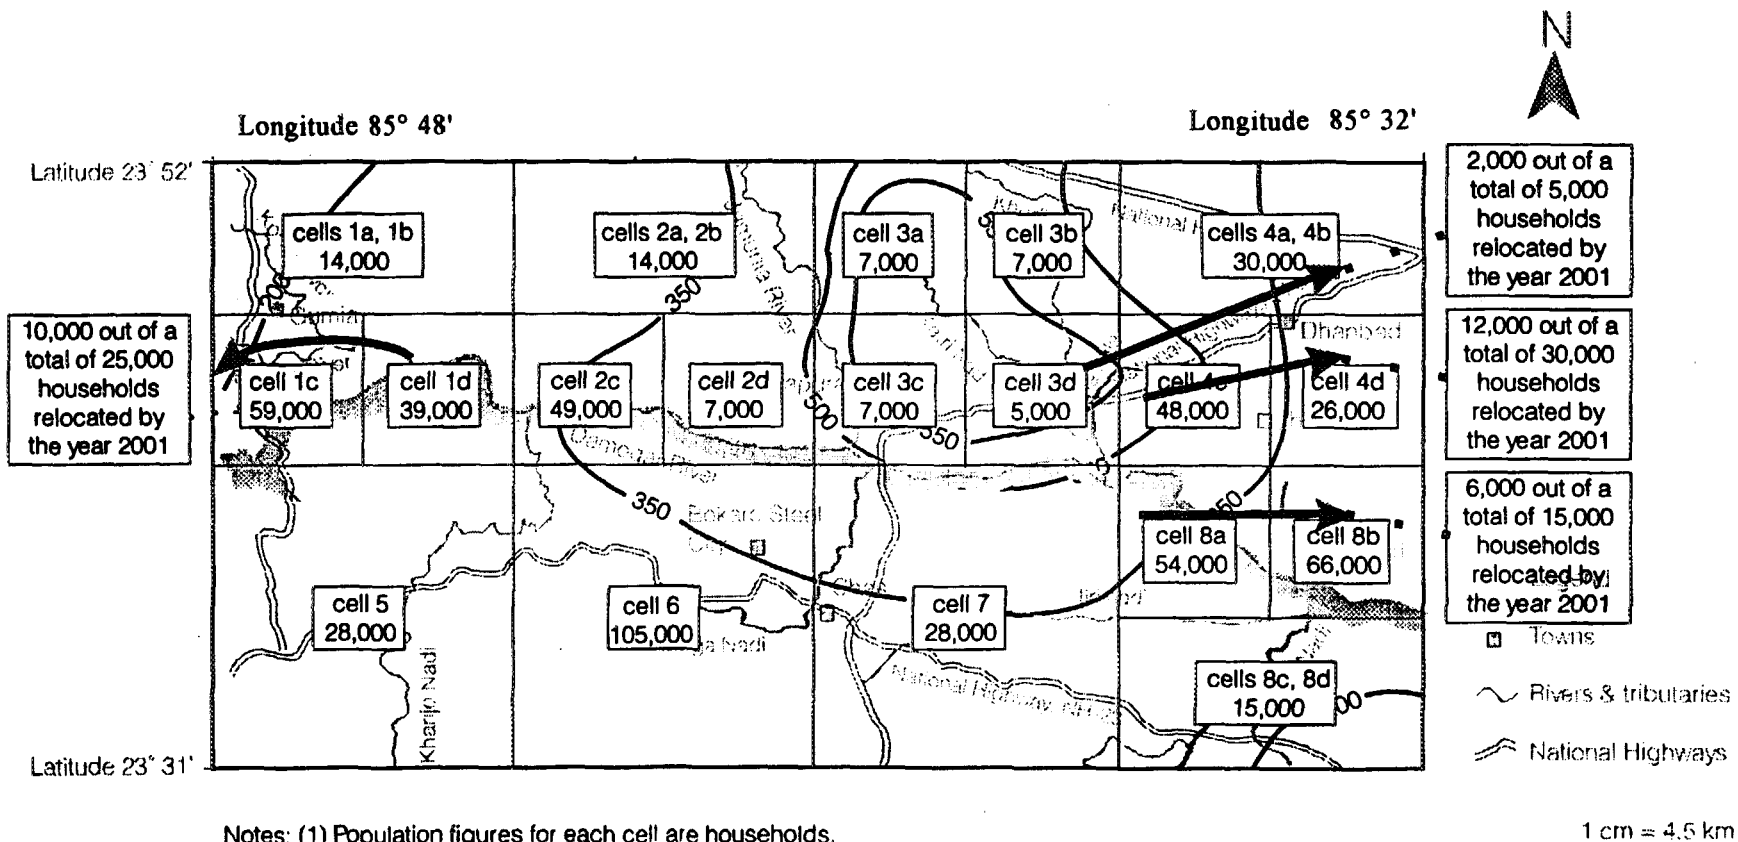 N
Longitude 85° 48'
Longitude 85° 32'
Latitude 23° 52'
2,000 out of a
total of 5,000
households
relocated by
the year 2001
cells 1a, 1b
14,000
cells 2a, 2b
14,000
cell 3a
7,000
cell 3b
7,000
cells 4a, 4b
30,000
National H
River
350
Gumia
Dhanbad
10,000 out of a
total of 25,000
households
relocated by
the year 2001
12,000 out of a
total of 30,000
households
relocated by
the year 2001
cell 1c
59,000
cell 1d
39,000
cell 2c
49,000
cell 2d
7,000
cell 3c
7,000
cell 3d
5,000
48,000
cell 4d
26,000
500
350
Damodar River
350
Bokaro Steel
6,000 out of a
total of 15,000
households
relocated by
the year 2001
cell 8a
54,000
cell 8b
66,000
cell 5
28,000
cell 6
105,000
cell 7
28,000
Nadi
Khanjo Nadi
National Highway,
cells 8c, 8d
15,000
Towns
Rivers & tributaries
National Highways
Latitude 23° 31'
Notes: (1) Population figures for each cell are households.
1 cm = 4.5 km